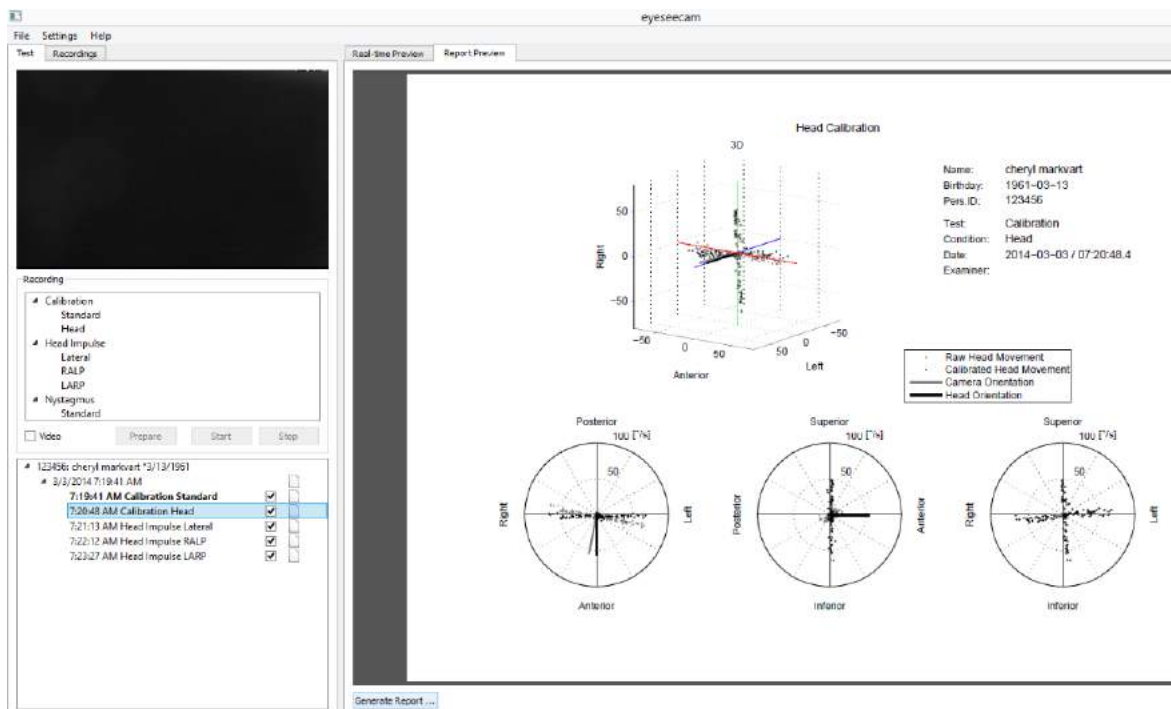 eyeseecam
File Settings Help
Test Recordings
Real-time Preview Report Preview
Recording
Calibration
Standard
Head
Head Impulse
Lateral
RALP
LARP
Nystagmus
Standard
Video Prepare Start Stop
123456: cheryl markvart *3/13/1961
3/3/2014 7:19:41 AM
7:19:41 AM Calibration Standard
7:20:48 AM Calibration Head
7:21:13 AM Head Impulse Lateral
7:22:12 AM Head Impulse RALP
7:23:27 AM Head Impulse LARP
Head Calibration
3D
50
0
-50
Right
-50 0 50
Anterior
50 0 -50
Left
Name: cheryl markvart
Birthday: 1961-03-13
Pers.ID: 123456
Test: Calibration
Condition: Head
Date: 2014-03-03 / 07:20:48.4
Examiner:
Raw Head Movement
Calibrated Head Movement
Camera Orientation
Head Orientation
Posterior
100 [°/s]
50
Right
Left
Anterior
Superior
100 [°/s]
50
Posterior
Anterior
Inferior
Superior
100 [°/s]
50
Right
Left
Inferior
Generate Report ...